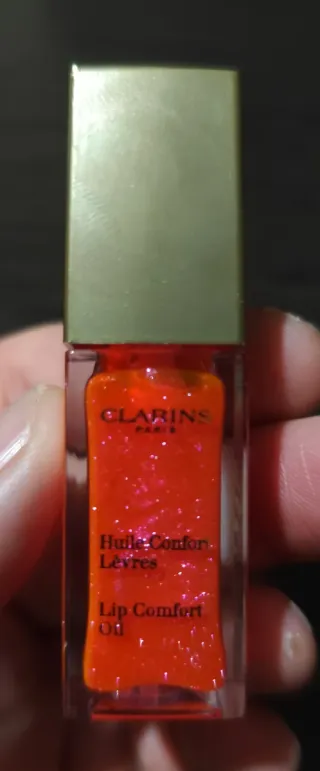 CLARINS
PARIS
Huile Confort
Lèvres
Lip Comfort
Oil